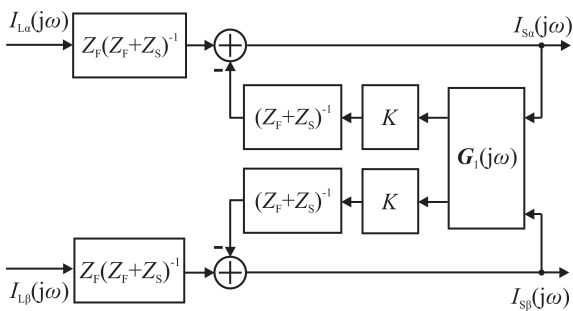 I_Lα(jω)
Z_F(Z_F+Z_S)^-1
+
I_Sα(jω)
−
(Z_F+Z_S)^-1
K
G_1(jω)
(Z_F+Z_S)^-1
K
−
I_Lβ(jω)
Z_F(Z_F+Z_S)^-1
+
I_Sβ(jω)